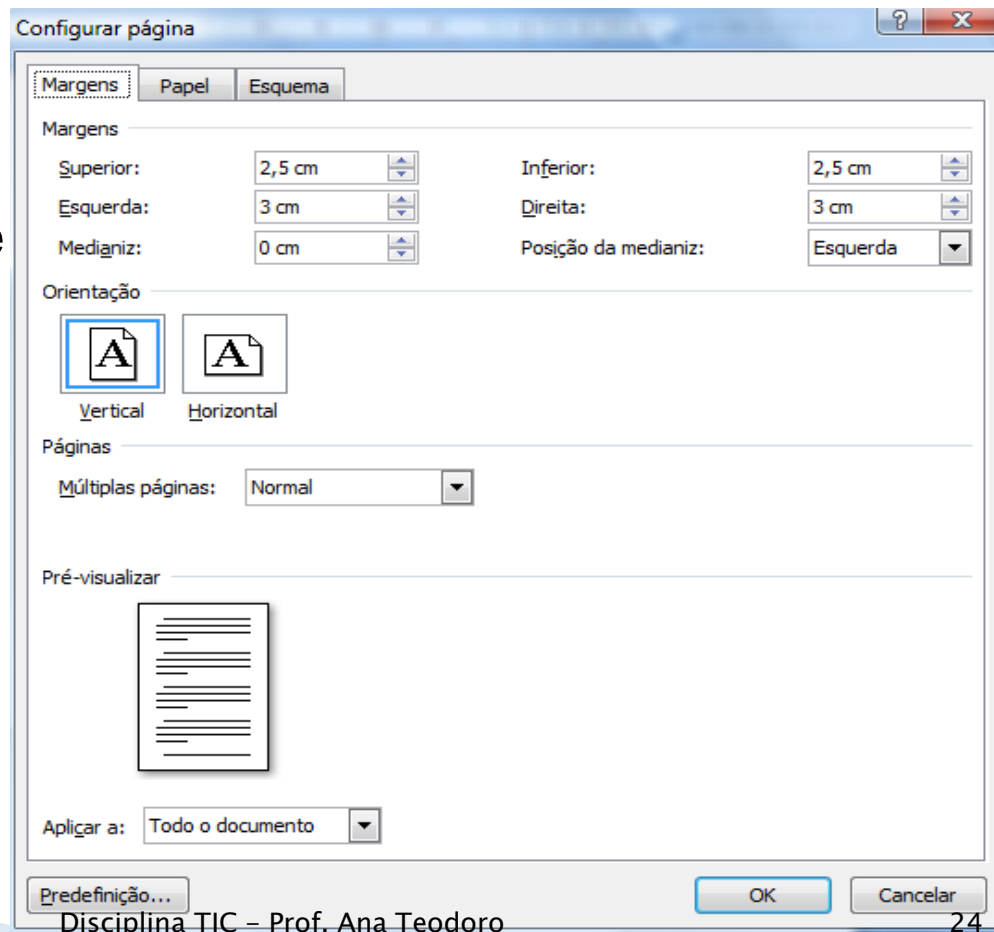 Configurar página
Margens Papel Esquema
Margens
Superior: 2,5 cm Inferior: 2,5 cm
Esquerda: 3 cm Direita: 3 cm
e
Medianiz: 0 cm Posição da medianiz: Esquerda
Orientação
A A
Vertical Horizontal
Páginas
Múltiplas páginas: Normal
Pré-visualizar
Aplicar a: Todo o documento
Predefinição... OK Cancelar
Disciplina TIC – Prof. Ana Teodoro 24